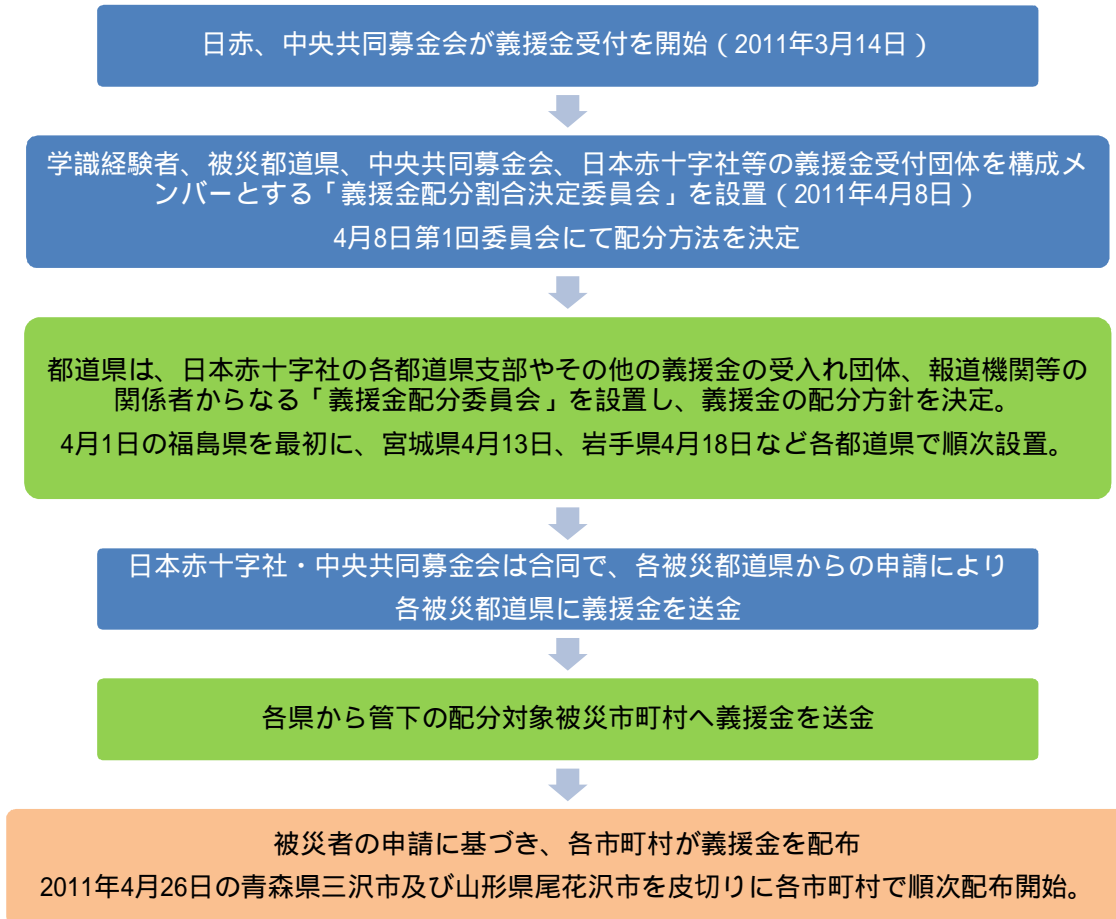 日赤、中央共同募金会が義援金受付を開始（2011年3月14日）
学識経験者、被災都道県、中央共同募金会、日本赤十字社等の義援金受付団体を構成メ
ンバーとする「義援金配分割合決定委員会」を設置（2011年4月8日）
4月8日第1回委員会にて配分方法を決定
都道県は、日本赤十字社の各都道県支部やその他の義援金の受入れ団体、報道機関等の
関係者からなる「義援金配分委員会」を設置し、義援金の配分方針を決定。
4月1日の福島県を最初に、宮城県4月13日、岩手県4月18日など各都道県で順次設置。
日本赤十字社・中央共同募金会は合同で、各被災都道県からの申請により
各被災都道県に義援金を送金
各県から管下の配分対象被災市町村へ義援金を送金
被災者の申請に基づき、各市町村が義援金を配布
2011年4月26日の青森県三沢市及び山形県尾花沢市を皮切りに各市町村で順次配布開始。